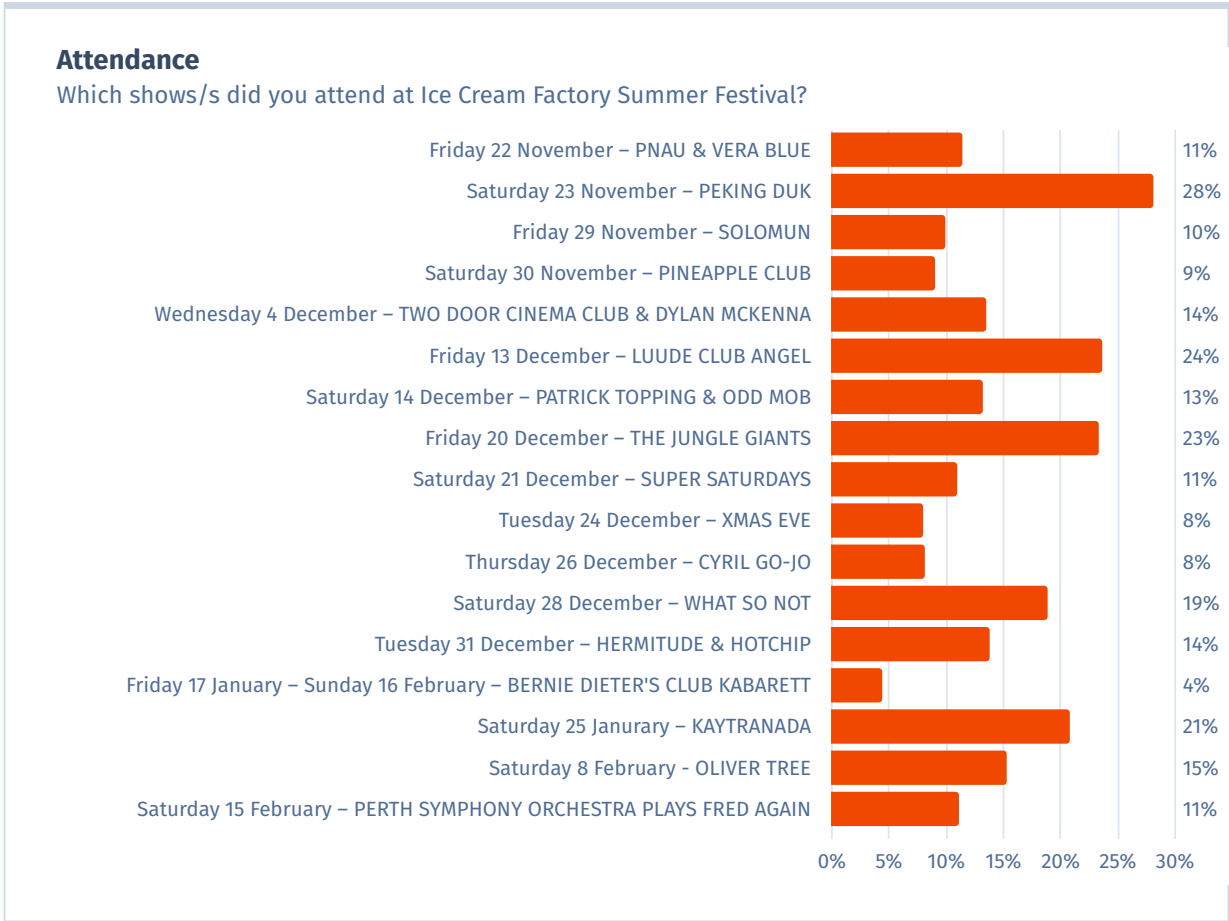 Attendance
Which shows/s did you attend at Ice Cream Factory Summer Festival?
Friday 22 November – PNAU & VERA BLUE 11%
Saturday 23 November – PEKING DUK 28%
Friday 29 November – SOLOMUN 10%
Saturday 30 November – PINEAPPLE CLUB 9%
Wednesday 4 December – TWO DOOR CINEMA CLUB & DYLAN MCKENNA 14%
Friday 13 December – LUUDE CLUB ANGEL 24%
Saturday 14 December – PATRICK TOPPING & ODD MOB 13%
Friday 20 December – THE JUNGLE GIANTS 23%
Saturday 21 December – SUPER SATURDAYS 11%
Tuesday 24 December – XMAS EVE 8%
Thursday 26 December – CYRIL GO-JO 8%
Saturday 28 December – WHAT SO NOT 19%
Tuesday 31 December – HERMITUDE & HOTCHIP 14%
Friday 17 January – Sunday 16 February – BERNIE DIETER'S CLUB KABARETT 4%
Saturday 25 Janurary – KAYTRANADA 21%
Saturday 8 February - OLIVER TREE 15%
Saturday 15 February – PERTH SYMPHONY ORCHESTRA PLAYS FRED AGAIN 11%
0% 5% 10% 15% 20% 25% 30%